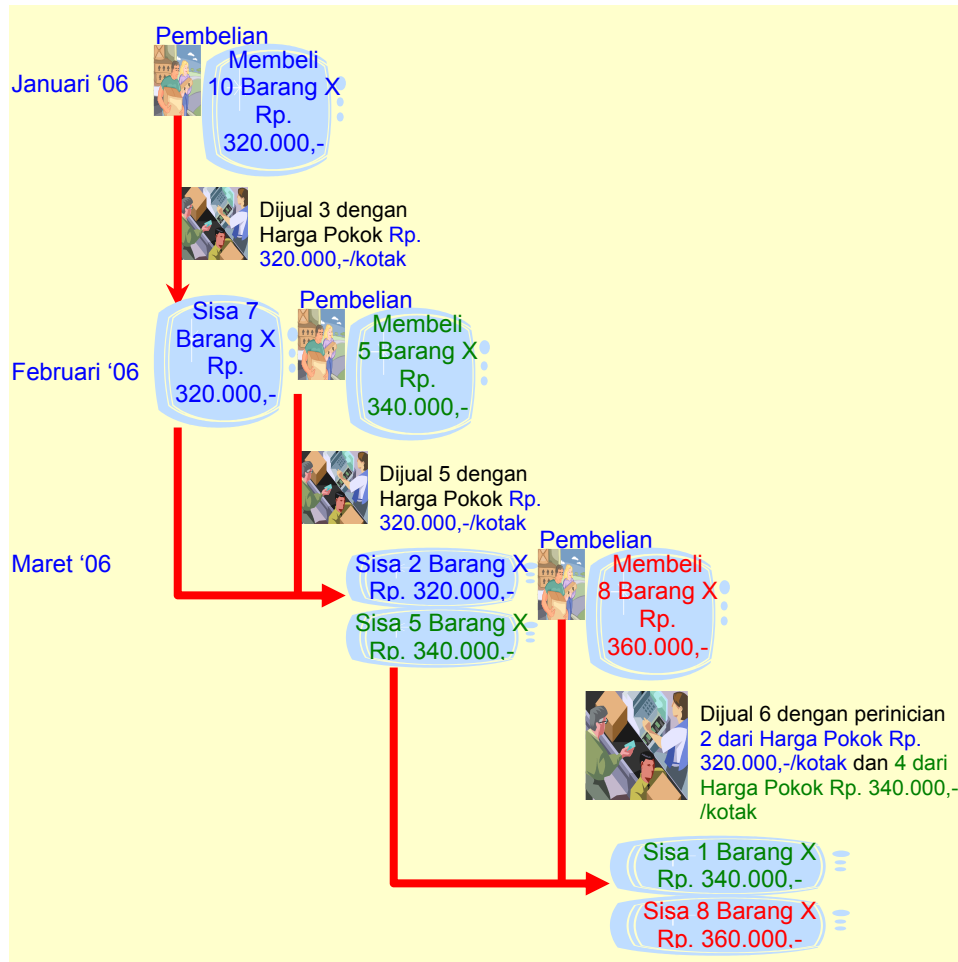 Pembelian
Januari ‘06
Membeli
10 Barang X
Rp.
320.000,-
Dijual 3 dengan
Harga Pokok Rp.
320.000,-/kotak
Februari ‘06
Sisa 7
Barang X
Rp.
320.000,-
Pembelian
Membeli
5 Barang X
Rp.
340.000,-
Dijual 5 dengan
Harga Pokok Rp.
320.000,-/kotak
Maret ‘06
Sisa 2 Barang X
Rp. 320.000,-
Sisa 5 Barang X
Rp. 340.000,-
Pembelian
Membeli
8 Barang X
Rp.
360.000,-
Dijual 6 dengan perinician
2 dari Harga Pokok Rp.
320.000,-/kotak dan 4 dari
Harga Pokok Rp. 340.000,-
/kotak
Sisa 1 Barang X
Rp. 340.000,-
Sisa 8 Barang X
Rp. 360.000,-